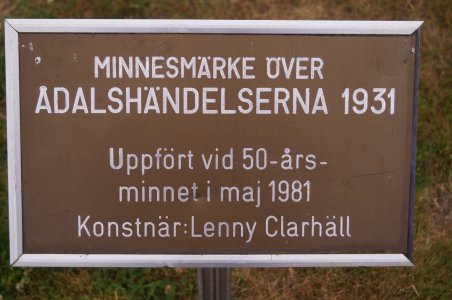 MINNESMÄRKE ÖVER
ÅDALSHÄNDELSERNA 1931
Uppfört vid 50-års-
minnet i maj 1981
Konstnär: Lenny Clarhäll